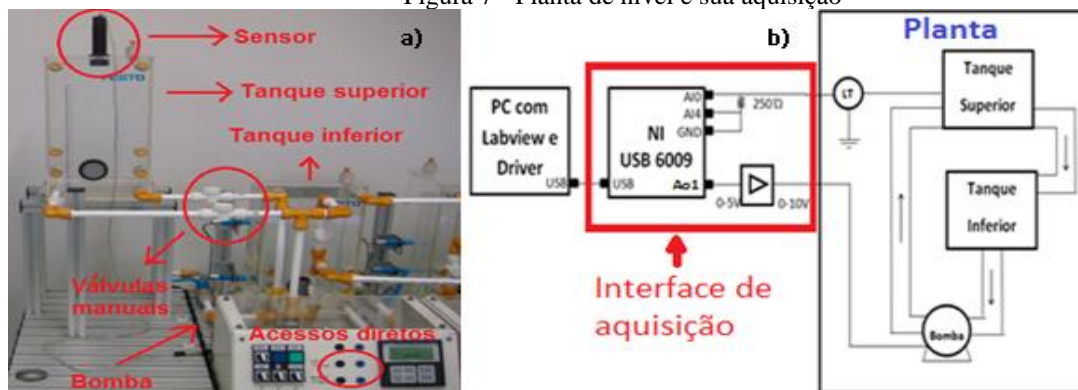 Figura 7 - Planta de nível e sua aquisição
a)
Sensor
FESTO
Tanque superior
Tanque inferior
Válvulas
manuais
Acessos diretos
Bomba
b)
PC com
Labview e
Driver
USB
NI
USB 6009
USB
AI0
AI4
GND
Ao1
250Ώ
0-5V
0-10V
Interface de
aquisição
Planta
LT
Tanque
Superior
Tanque
Inferior
Bomba